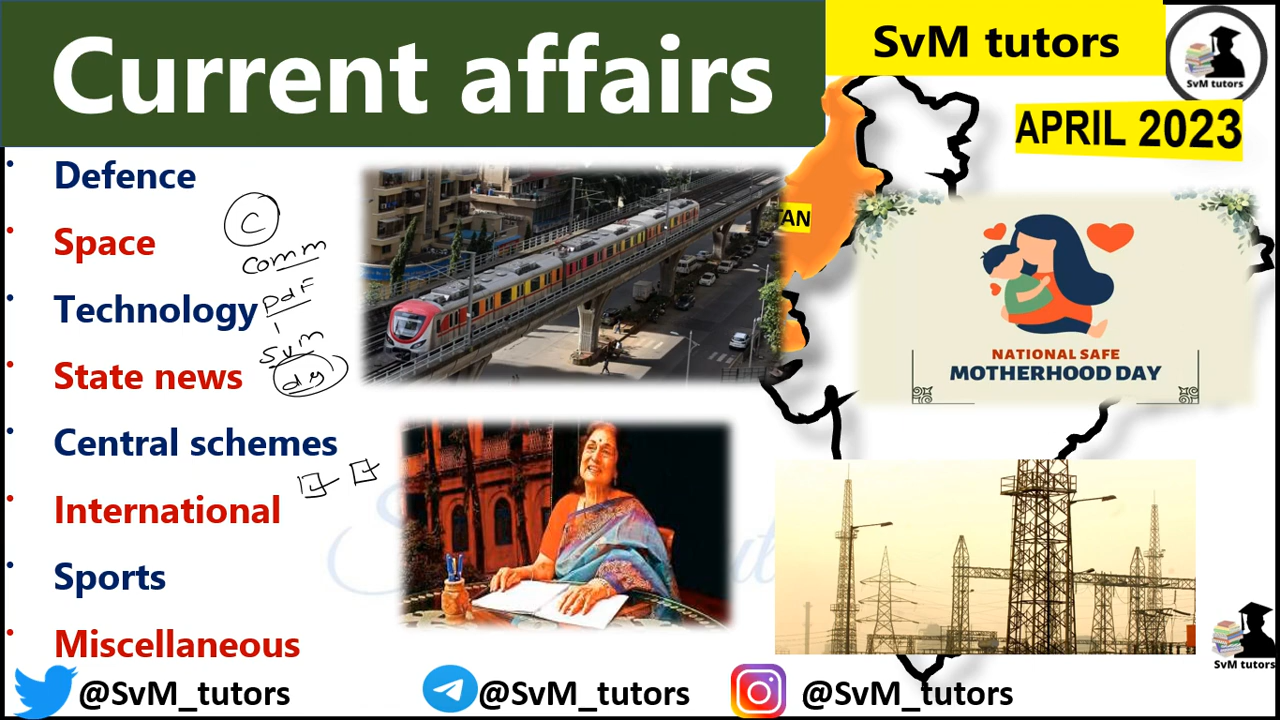 Current affairs
SvM tutors
SvM tutors
APRIL 2023
Defence
Space
Technology
State news
Central schemes
International
Sports
Miscellaneous
C
comm
pdf
svm
TAN
NATIONAL SAFE
MOTHERHOOD DAY
SvM tutors
@SvM_tutors
@SvM_tutors
@SvM_tutors